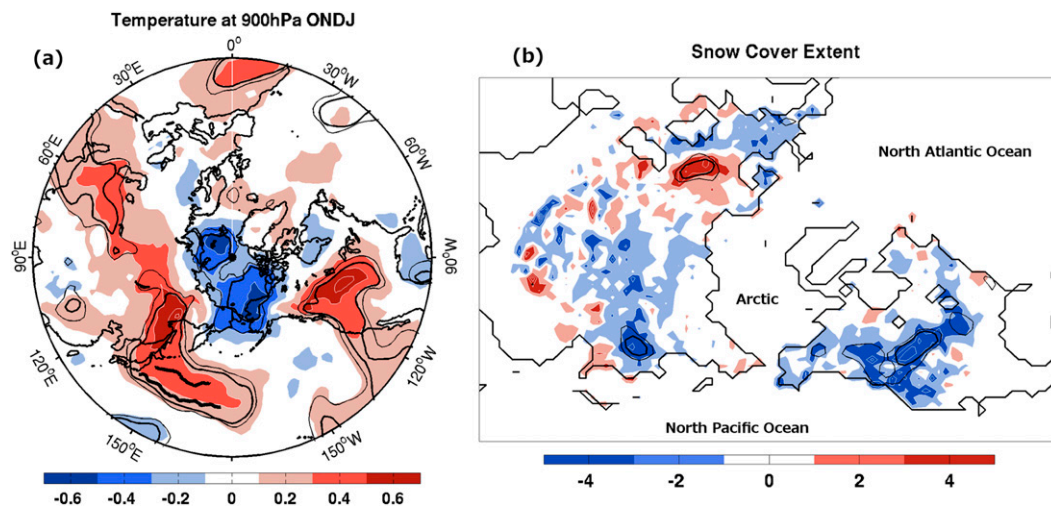 Temperature at 900hPa ONDJ
(a)
0°
30°E
30°W
60°E
60°W
90°E
90°W
120°E
120°W
150°E
150°W
-0.6 -0.4 -0.2 0 0.2 0.4 0.6
(b)
Snow Cover Extent
North Atlantic Ocean
Arctic
North Pacific Ocean
-4 -2 0 2 4